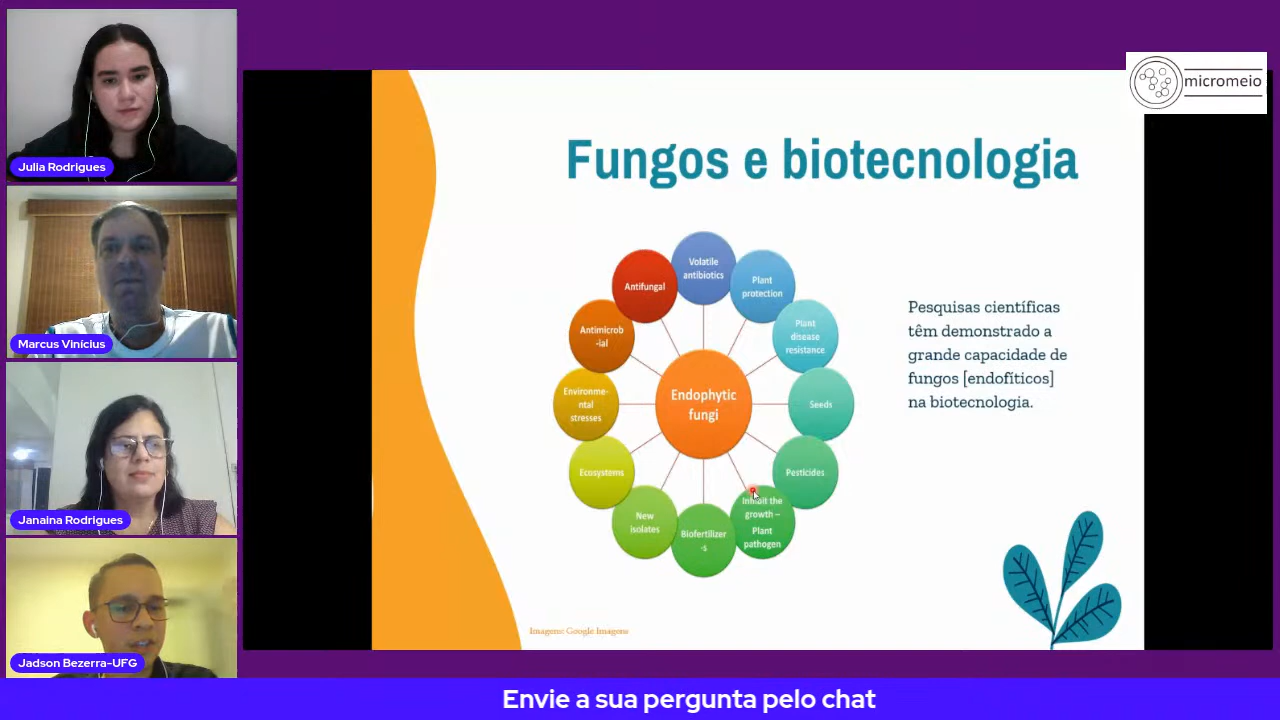 Julia Rodrigues
Marcus Vinícius
Janaina Rodrigues
Jadson Bezerra-UFG
micromeio
Fungos e biotecnologia
Volatile
antibiotics
Plant
protection
Plant
disease
resistance
Seeds
Pesticides
Inhibit the
growth –
Plant
pathogen
Biofertilizer
-s
New
isolates
Ecosystems
Environme-
ntal
stresses
Antimicrob
-ial
Antifungal
Endophytic
fungi
Pesquisas científicas
têm demonstrado a
grande capacidade de
fungos [endofíticos]
na biotecnologia.
Imagens: Google Imagens
Envie a sua pergunta pelo chat